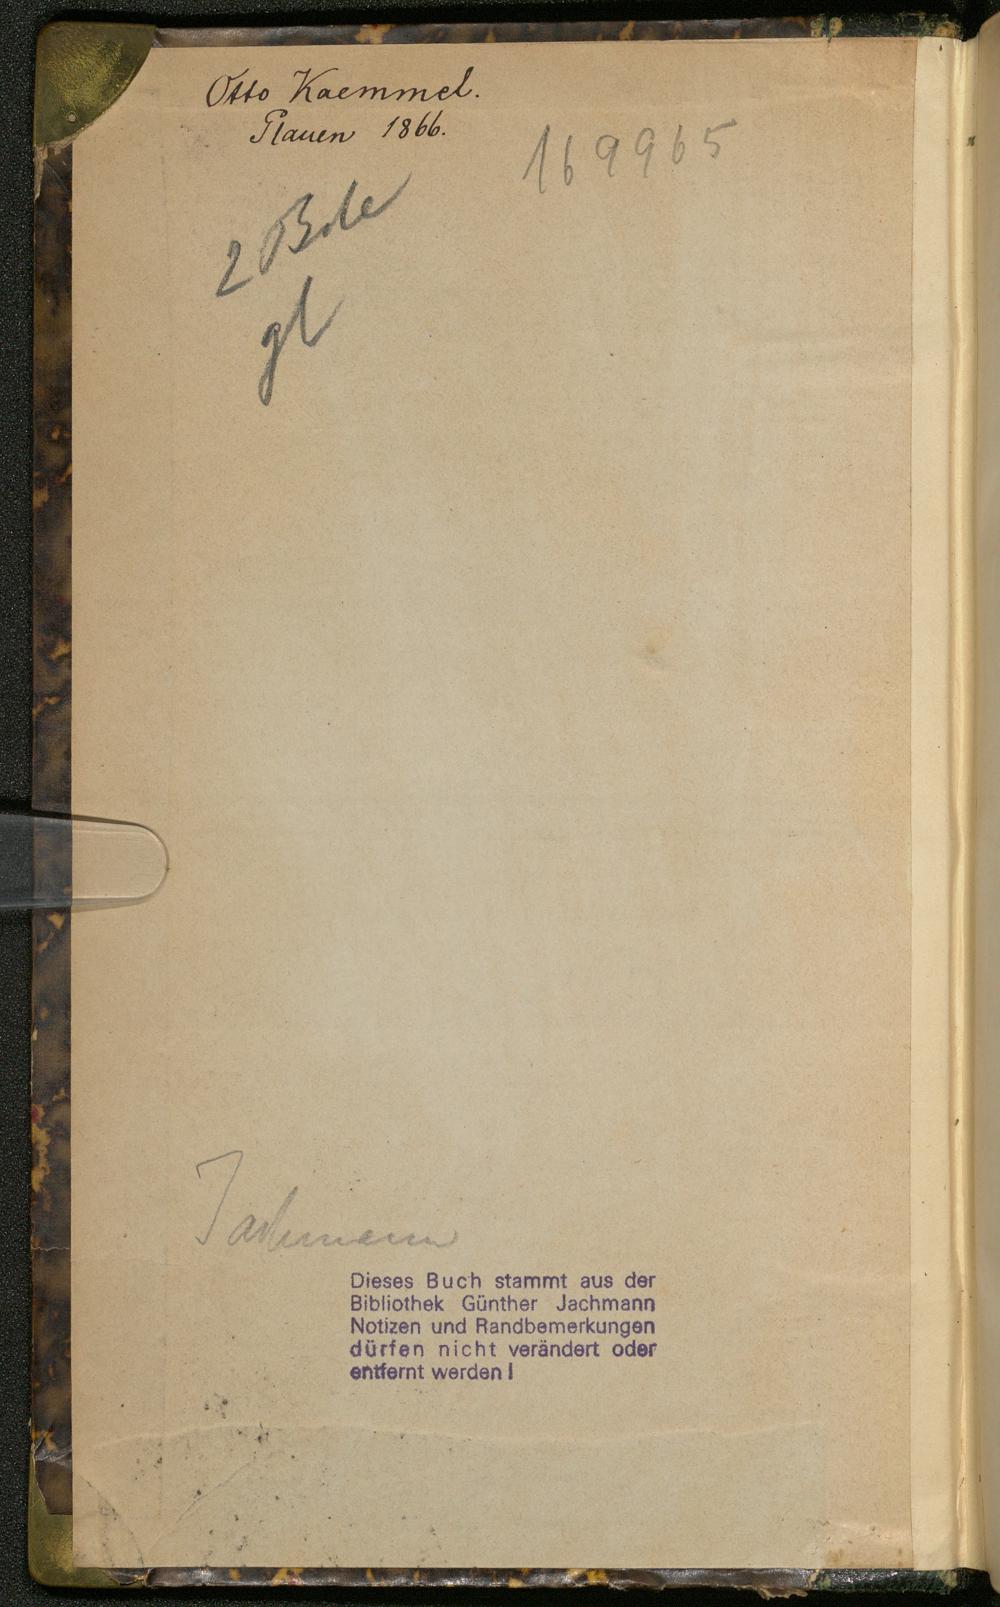 Otto Kaemmel.
Plauen 1866.
169965
2 Bde
gl
Jachmann
Dieses Buch stammt aus der
Bibliothek Günther Jachmann
Notizen und Randbemerkungen
dürfen nicht verändert oder
entfernt werden!